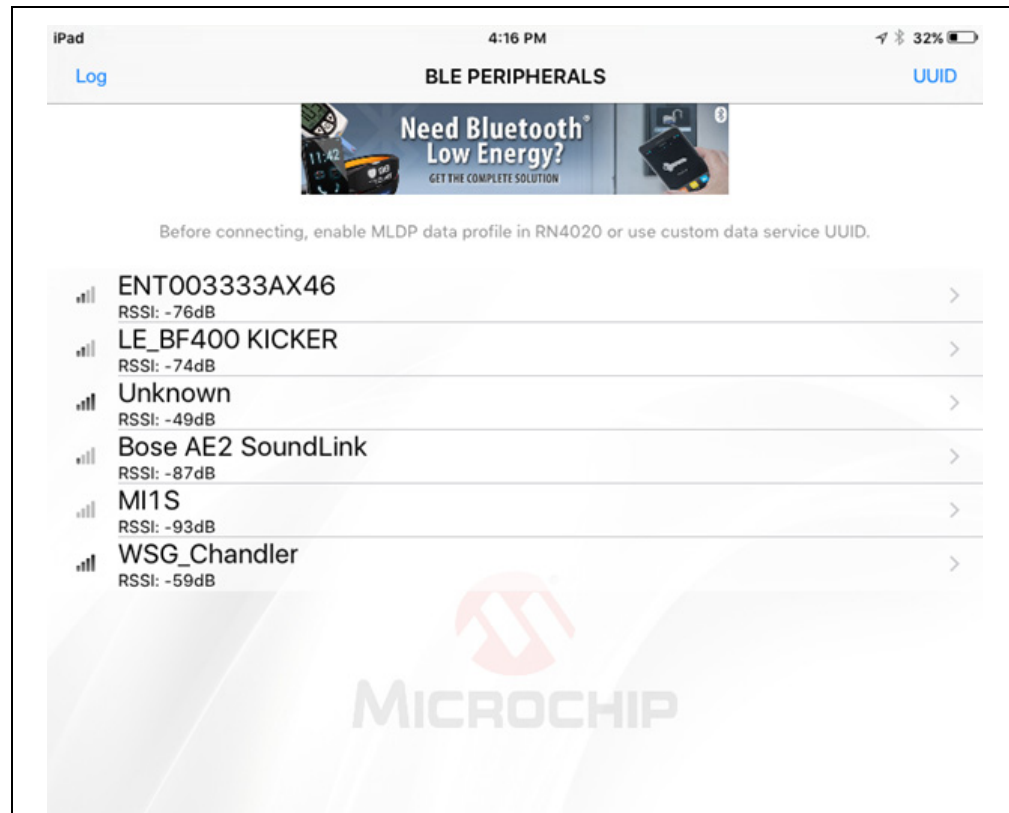 iPad 4:16 PM 32%
Log BLE PERIPHERALS UUID
Need Bluetooth®
Low Energy?
GET THE COMPLETE SOLUTION
11:42
Before connecting, enable MLDP data profile in RN4020 or use custom data service UUID.
ENT003333AX46
RSSI: -76dB
LE_BF400 KICKER
RSSI: -74dB
Unknown
RSSI: -49dB
Bose AE2 SoundLink
RSSI: -87dB
MI1S
RSSI: -93dB
WSG_Chandler
RSSI: -59dB
MICROCHIP